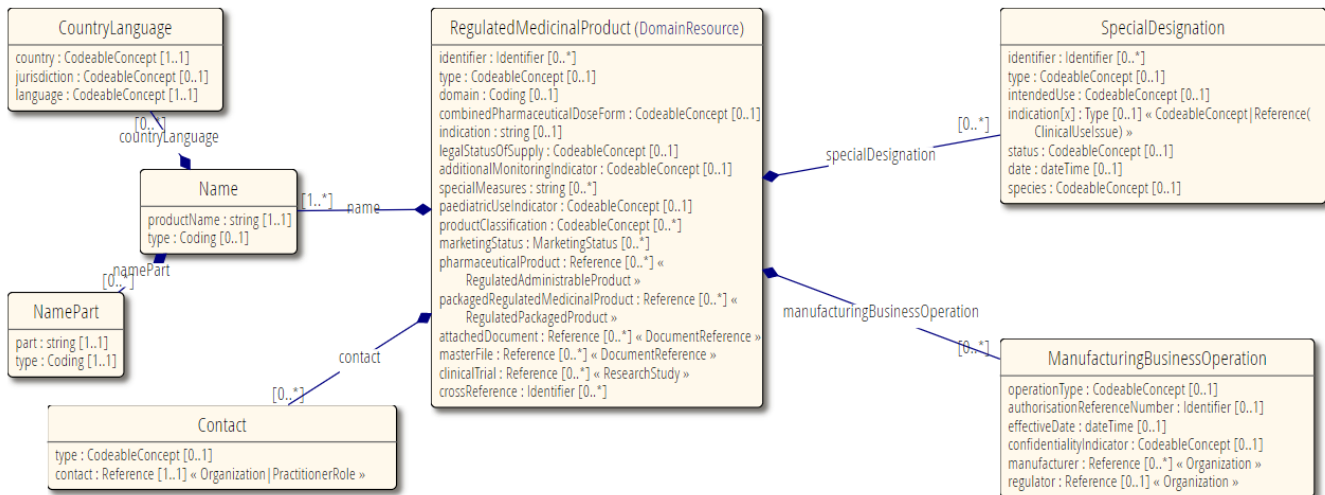 CountryLanguage
country : CodeableConcept [1..1]
jurisdiction : CodeableConcept [0..1]
language : CodeableConcept [1..1]
[0..*]
countryLanguage
Name
productName : string [1..1]
type : Coding [0..1]
[1..*]
name
namePart
[0..*]
NamePart
part : string [1..1]
type : Coding [1..1]
contact
[0..*]
Contact
type : CodeableConcept [0..1]
contact : Reference [1..1] « Organization|PractitionerRole »
RegulatedMedicinalProduct (DomainResource)
identifier : Identifier [0..*]
type : CodeableConcept [0..1]
domain : Coding [0..1]
combinedPharmaceuticalDoseForm : CodeableConcept [0..1]
indication : string [0..1]
legalStatusOfSupply : CodeableConcept [0..1]
additionalMonitoringIndicator : CodeableConcept [0..1]
specialMeasures : string [0..*]
paediatricUseIndicator : CodeableConcept [0..1]
productClassification : CodeableConcept [0..*]
marketingStatus : MarketingStatus [0..*]
pharmaceuticalProduct : Reference [0..*] «
RegulatedAdministrableProduct »
packagedRegulatedMedicinalProduct : Reference [0..*] «
RegulatedPackagedProduct »
attachedDocument : Reference [0..*] « DocumentReference »
masterFile : Reference [0..*] « DocumentReference »
clinicalTrial : Reference [0..*] « ResearchStudy »
crossReference : Identifier [0..*]
specialDesignation
[0..*]
SpecialDesignation
identifier : Identifier [0..*]
type : CodeableConcept [0..1]
intendedUse : CodeableConcept [0..1]
indication[x] : Type [0..1] « CodeableConcept|Reference(
ClinicalUseIssue) »
status : CodeableConcept [0..1]
date : dateTime [0..1]
species : CodeableConcept [0..1]
manufacturingBusinessOperation
[0..*]
ManufacturingBusinessOperation
operationType : CodeableConcept [0..1]
authorisationReferenceNumber : Identifier [0..1]
effectiveDate : dateTime [0..1]
confidentialityIndicator : CodeableConcept [0..1]
manufacturer : Reference [0..*] « Organization »
regulator : Reference [0..1] « Organization »